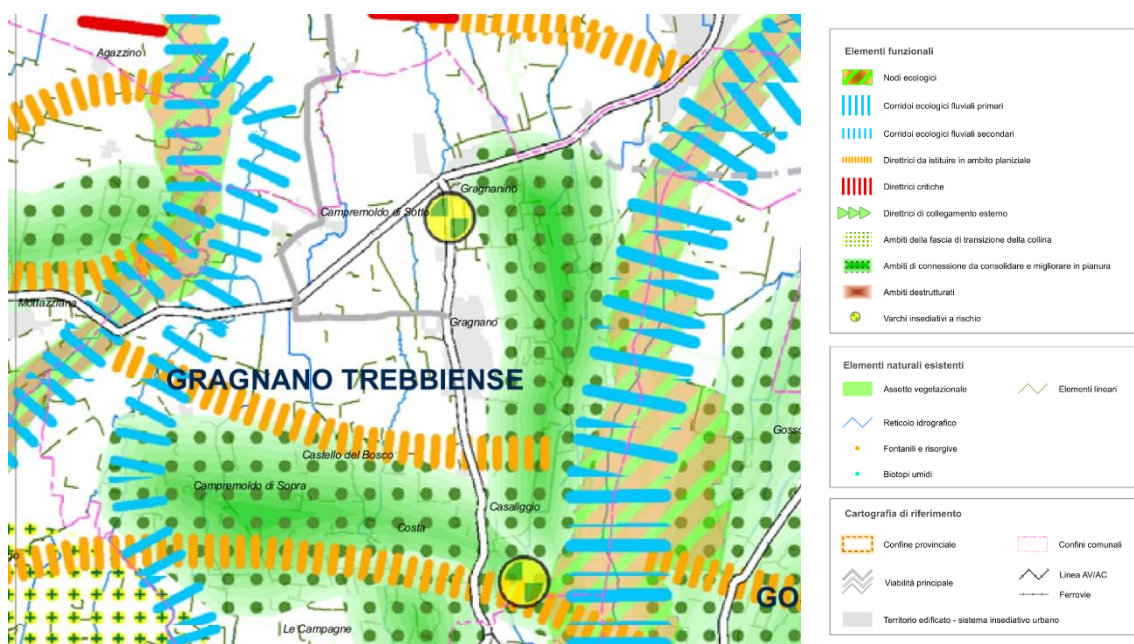 Agazzino
Gragnanino
Campremoldo di Sotto
Mottazziana
Gragnano
GRAGNANO TREBBIENSE
Castello del Bosco
Campremoldo di Sopra
Casaliggio
Costa
Le Campagne
Elementi funzionali
Nodi ecologici
Corridoi ecologici fluviali primari
Corridoi ecologici fluviali secondari
Direttrici da istituire in ambito planiziale
Direttrici critiche
Direttrici di collegamento esterno
Ambiti della fascia di transizione della collina
Ambiti di connessione da consolidare e migliorare in pianura
Ambiti destrutturati
Varchi insediativi a rischio
Elementi naturali esistenti
Assetto vegetazionale
Elementi lineari
Reticolo idrografico
Fontanili e risorgive
Biotopi umidi
Cartografia di riferimento
Confine provinciale
Confini comunali
Viabilità principale
Linea AV/AC
Ferrovie
Territorio edificato - sistema insediativo urbano